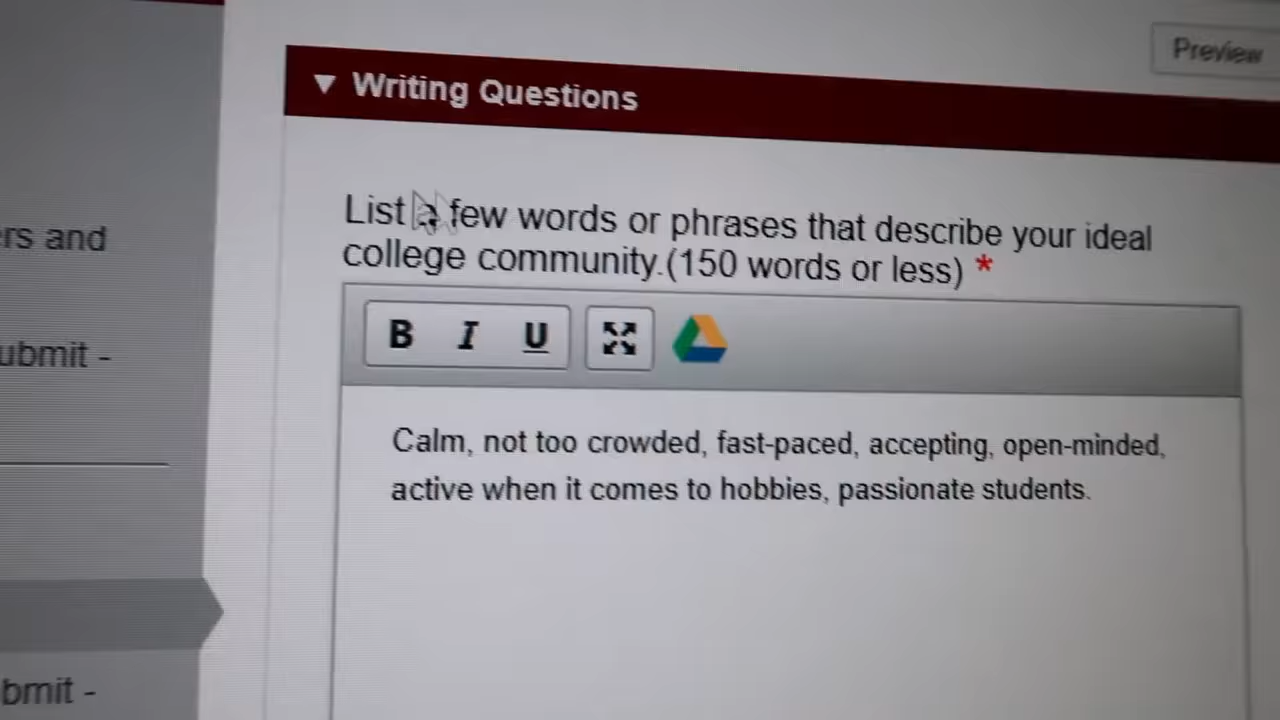 Preview
▼ Writing Questions
List a few words or phrases that describe your ideal
college community.(150 words or less) *
B I U
Calm, not too crowded, fast-paced, accepting, open-minded,
active when it comes to hobbies, passionate students.
rs and
ubmit -
bmit -